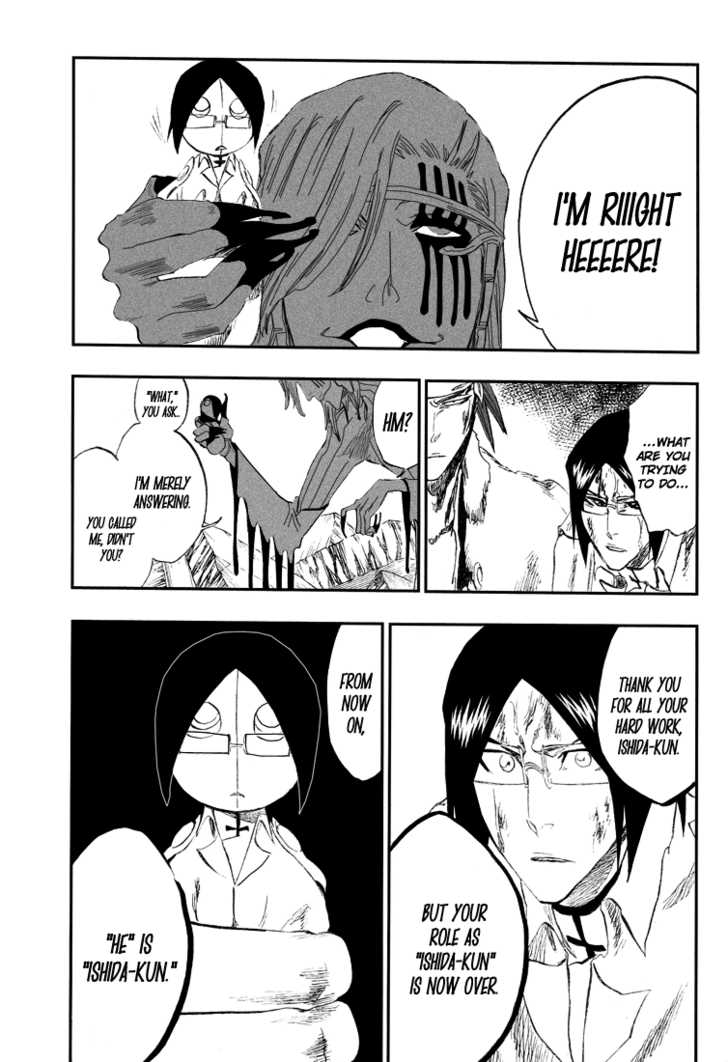 I'M RIIIGHT
HEEEERE!
...WHAT
ARE YOU
TRYING
TO DO...
HM?
"WHAT,"
YOU ASK..
I'M MERELY
ANSWERING.
YOU CALLED
ME, DIDN'T
YOU?
THANK YOU
FOR ALL YOUR
HARD WORK,
ISHIDA-KUN.
BUT YOUR
ROLE AS
"ISHIDA-KUN"
IS NOW OVER.
FROM
NOW
ON,
"HE" IS
"ISHIDA-KUN."